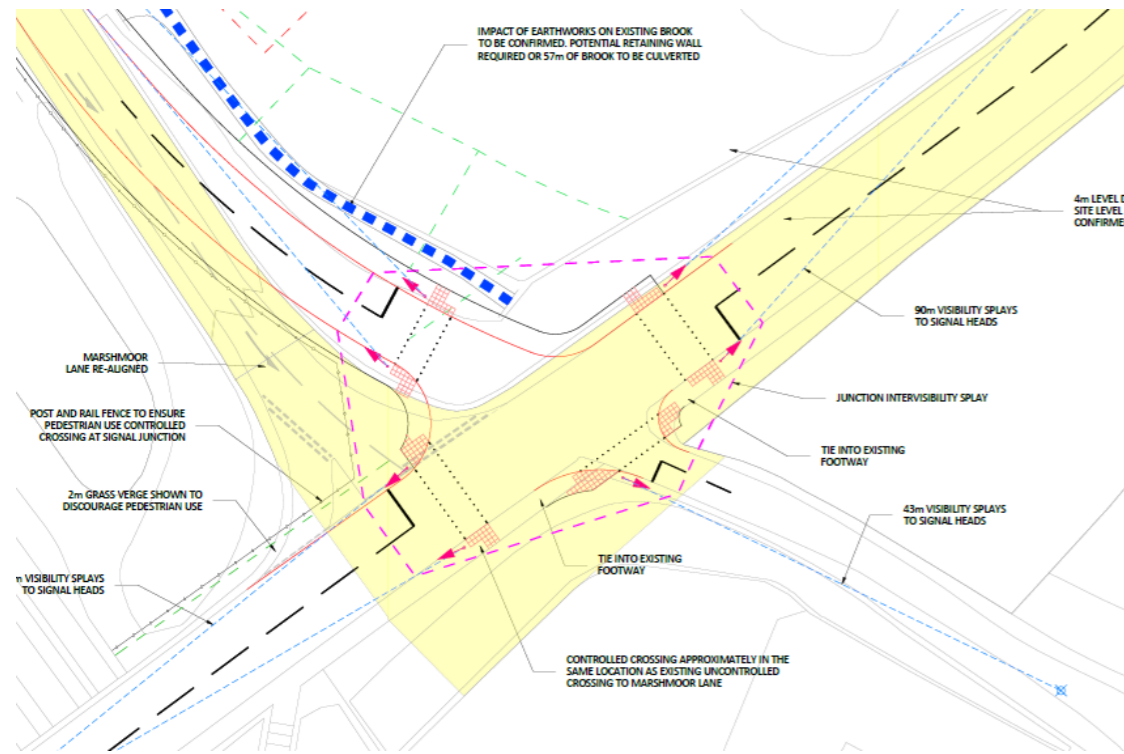 IMPACT OF EARTHWORKS ON EXISTING BROOK
TO BE CONFIRMED. POTENTIAL RETAINING WALL
REQUIRED OR 57m OF BROOK TO BE CULVERTED
4m LEVEL D
SITE LEVEL
CONFIRME
90m VISIBILITY SPLAYS
TO SIGNAL HEADS
MARSHMOOR
LANE RE-ALIGNED
JUNCTION INTERVISIBILITY SPLAY
POST AND RAIL FENCE TO ENSURE
PEDESTRIAN USE CONTROLLED
CROSSING AT SIGNAL JUNCTION
TIE INTO EXISTING
FOOTWAY
2m GRASS VERGE SHOWN TO
DISCOURAGE PEDESTRIAN USE
43m VISIBILITY SPLAYS
TO SIGNAL HEADS
TIE INTO EXISTING
FOOTWAY
m VISIBILITY SPLAYS
TO SIGNAL HEADS
CONTROLLED CROSSING APPROXIMATELY IN THE
SAME LOCATION AS EXISTING UNCONTROLLED
CROSSING TO MARSHMOOR LANE